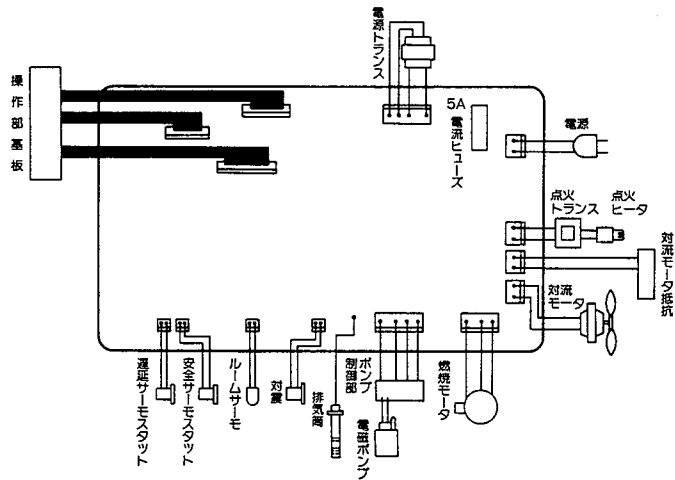 操作部基板
電源トランス
5A
電流ヒューズ
電源
点火
トランス
点火
ヒータ
対流モータ抵抗
対流
モータ
遅延サーモスタット
安全サーモスタット
ルームサーモ
対震
排気筒
ポンプ
制御部
電磁ポンプ
燃焼モータ